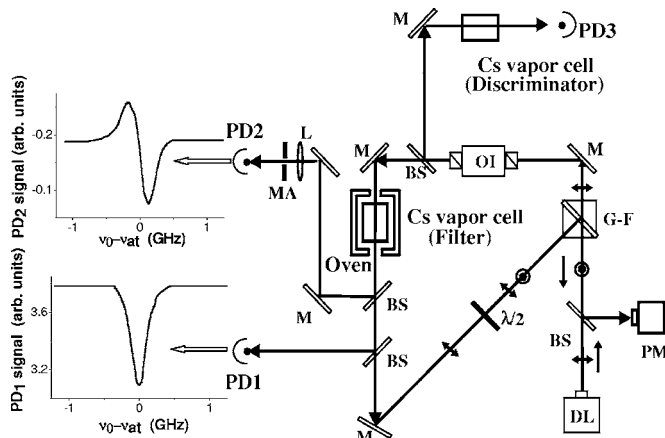 M
PD3
Cs vapor cell
(Discriminator)
PD2 signal (arb. units)
-0.2
-0.1
-1
0
1
ν0-νat (GHz)
PD2
L
MA
M
BS
OI
M
G-F
Cs vapor cell
(Filter)
Oven
M
BS
λ/2
PD1 signal (arb. units)
3.6
3.2
-1
0
1
ν0-νat (GHz)
PD1
BS
BS
PM
M
DL